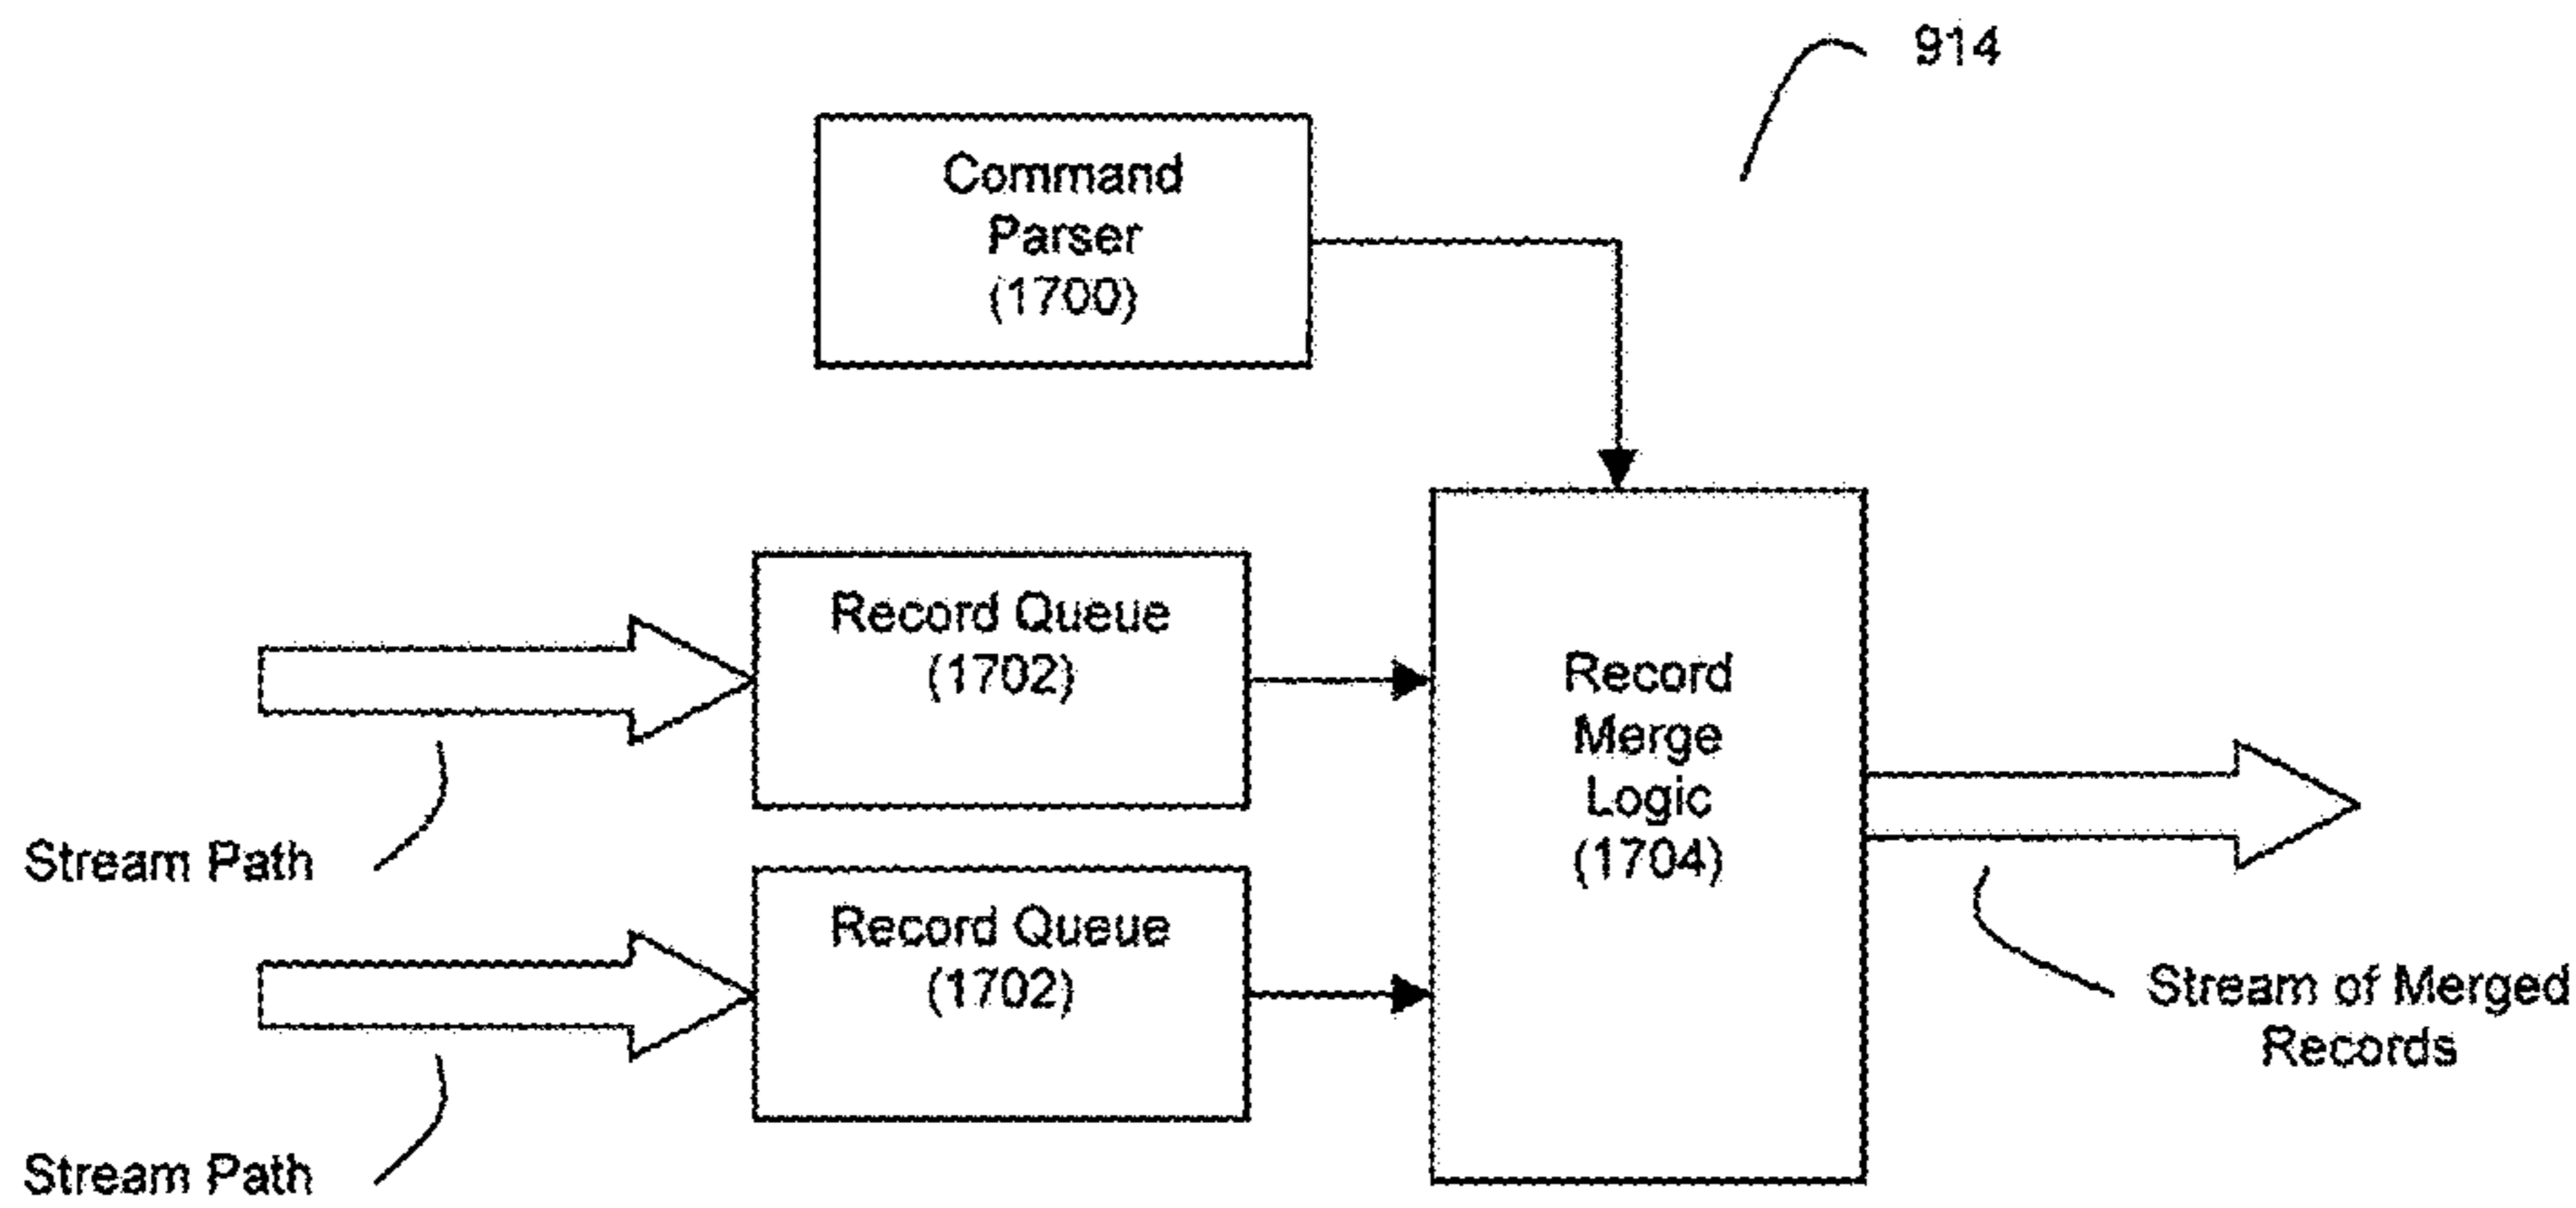 914
Command
Parser
(1700)
Record Queue
(1702)
Record
Merge
Logic
(1704)
Stream Path
Record Queue
(1702)
Stream of Merged
Records
Stream Path